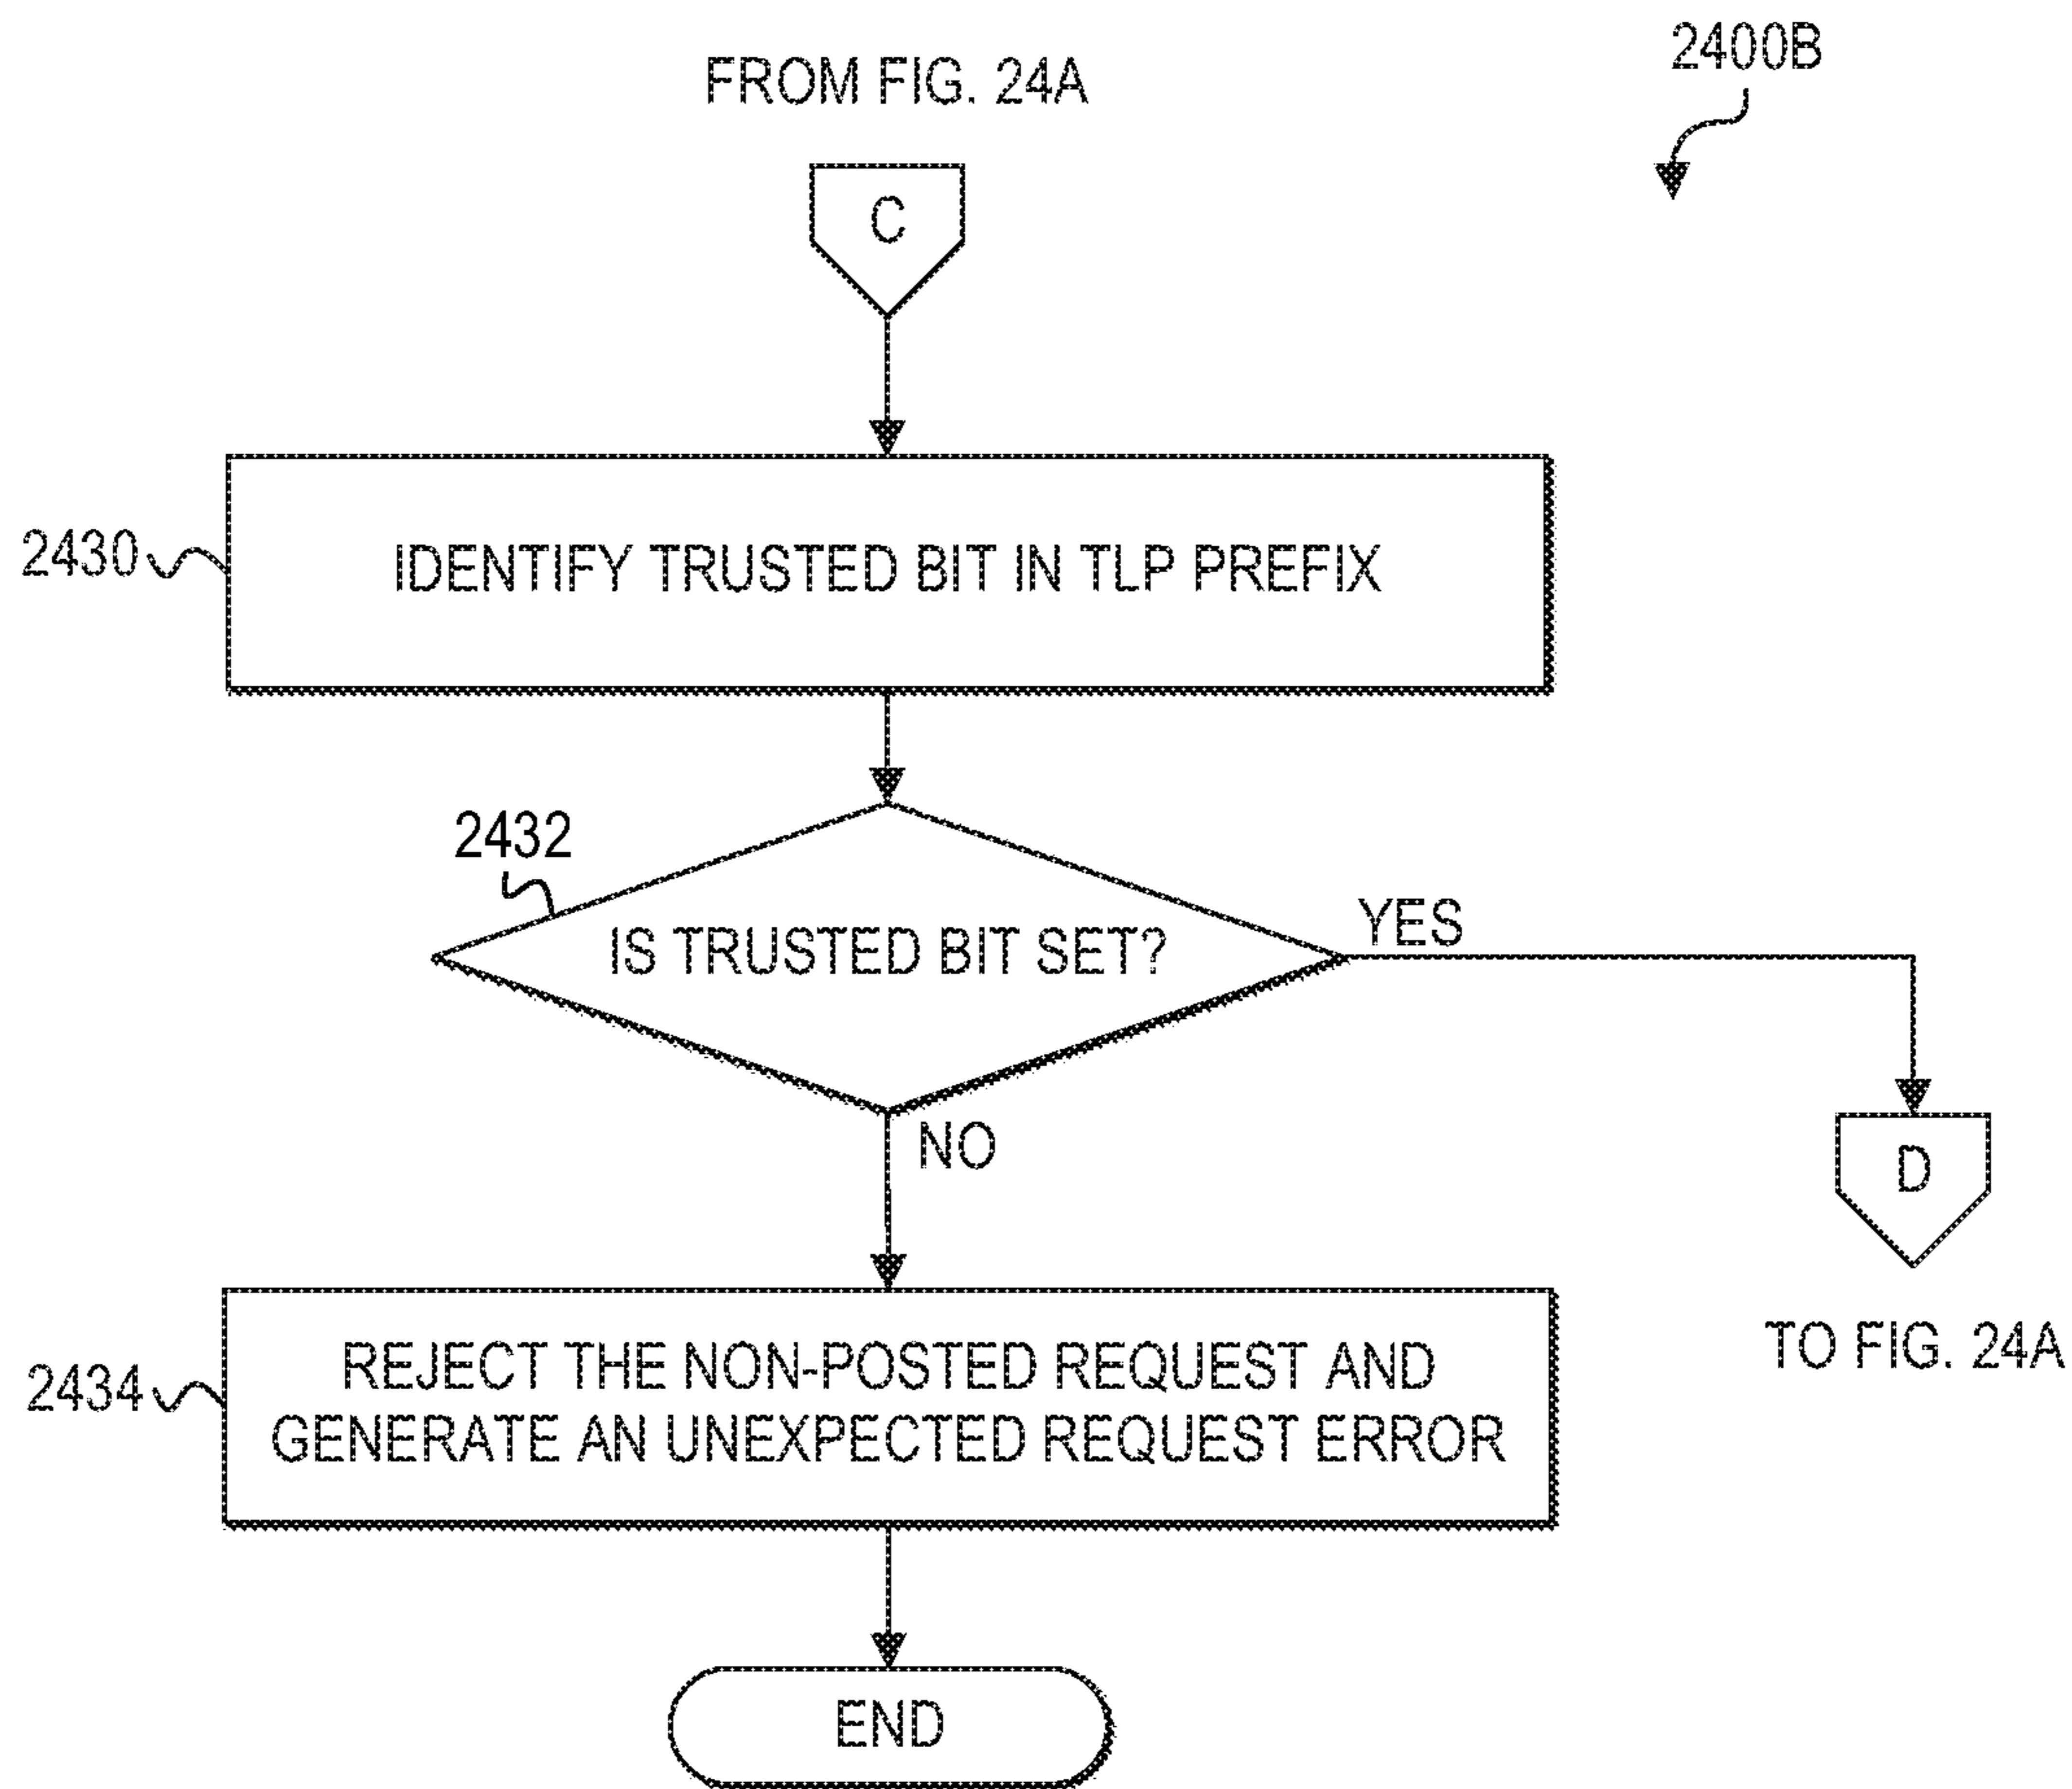 2400B
FROM FIG. 24A
C
2430
IDENTIFY TRUSTED BIT IN TLP PREFIX
2432
IS TRUSTED BIT SET?
YES
NO
D
2434
REJECT THE NON-POSTED REQUEST AND
GENERATE AN UNEXPECTED REQUEST ERROR
TO FIG. 24A
END